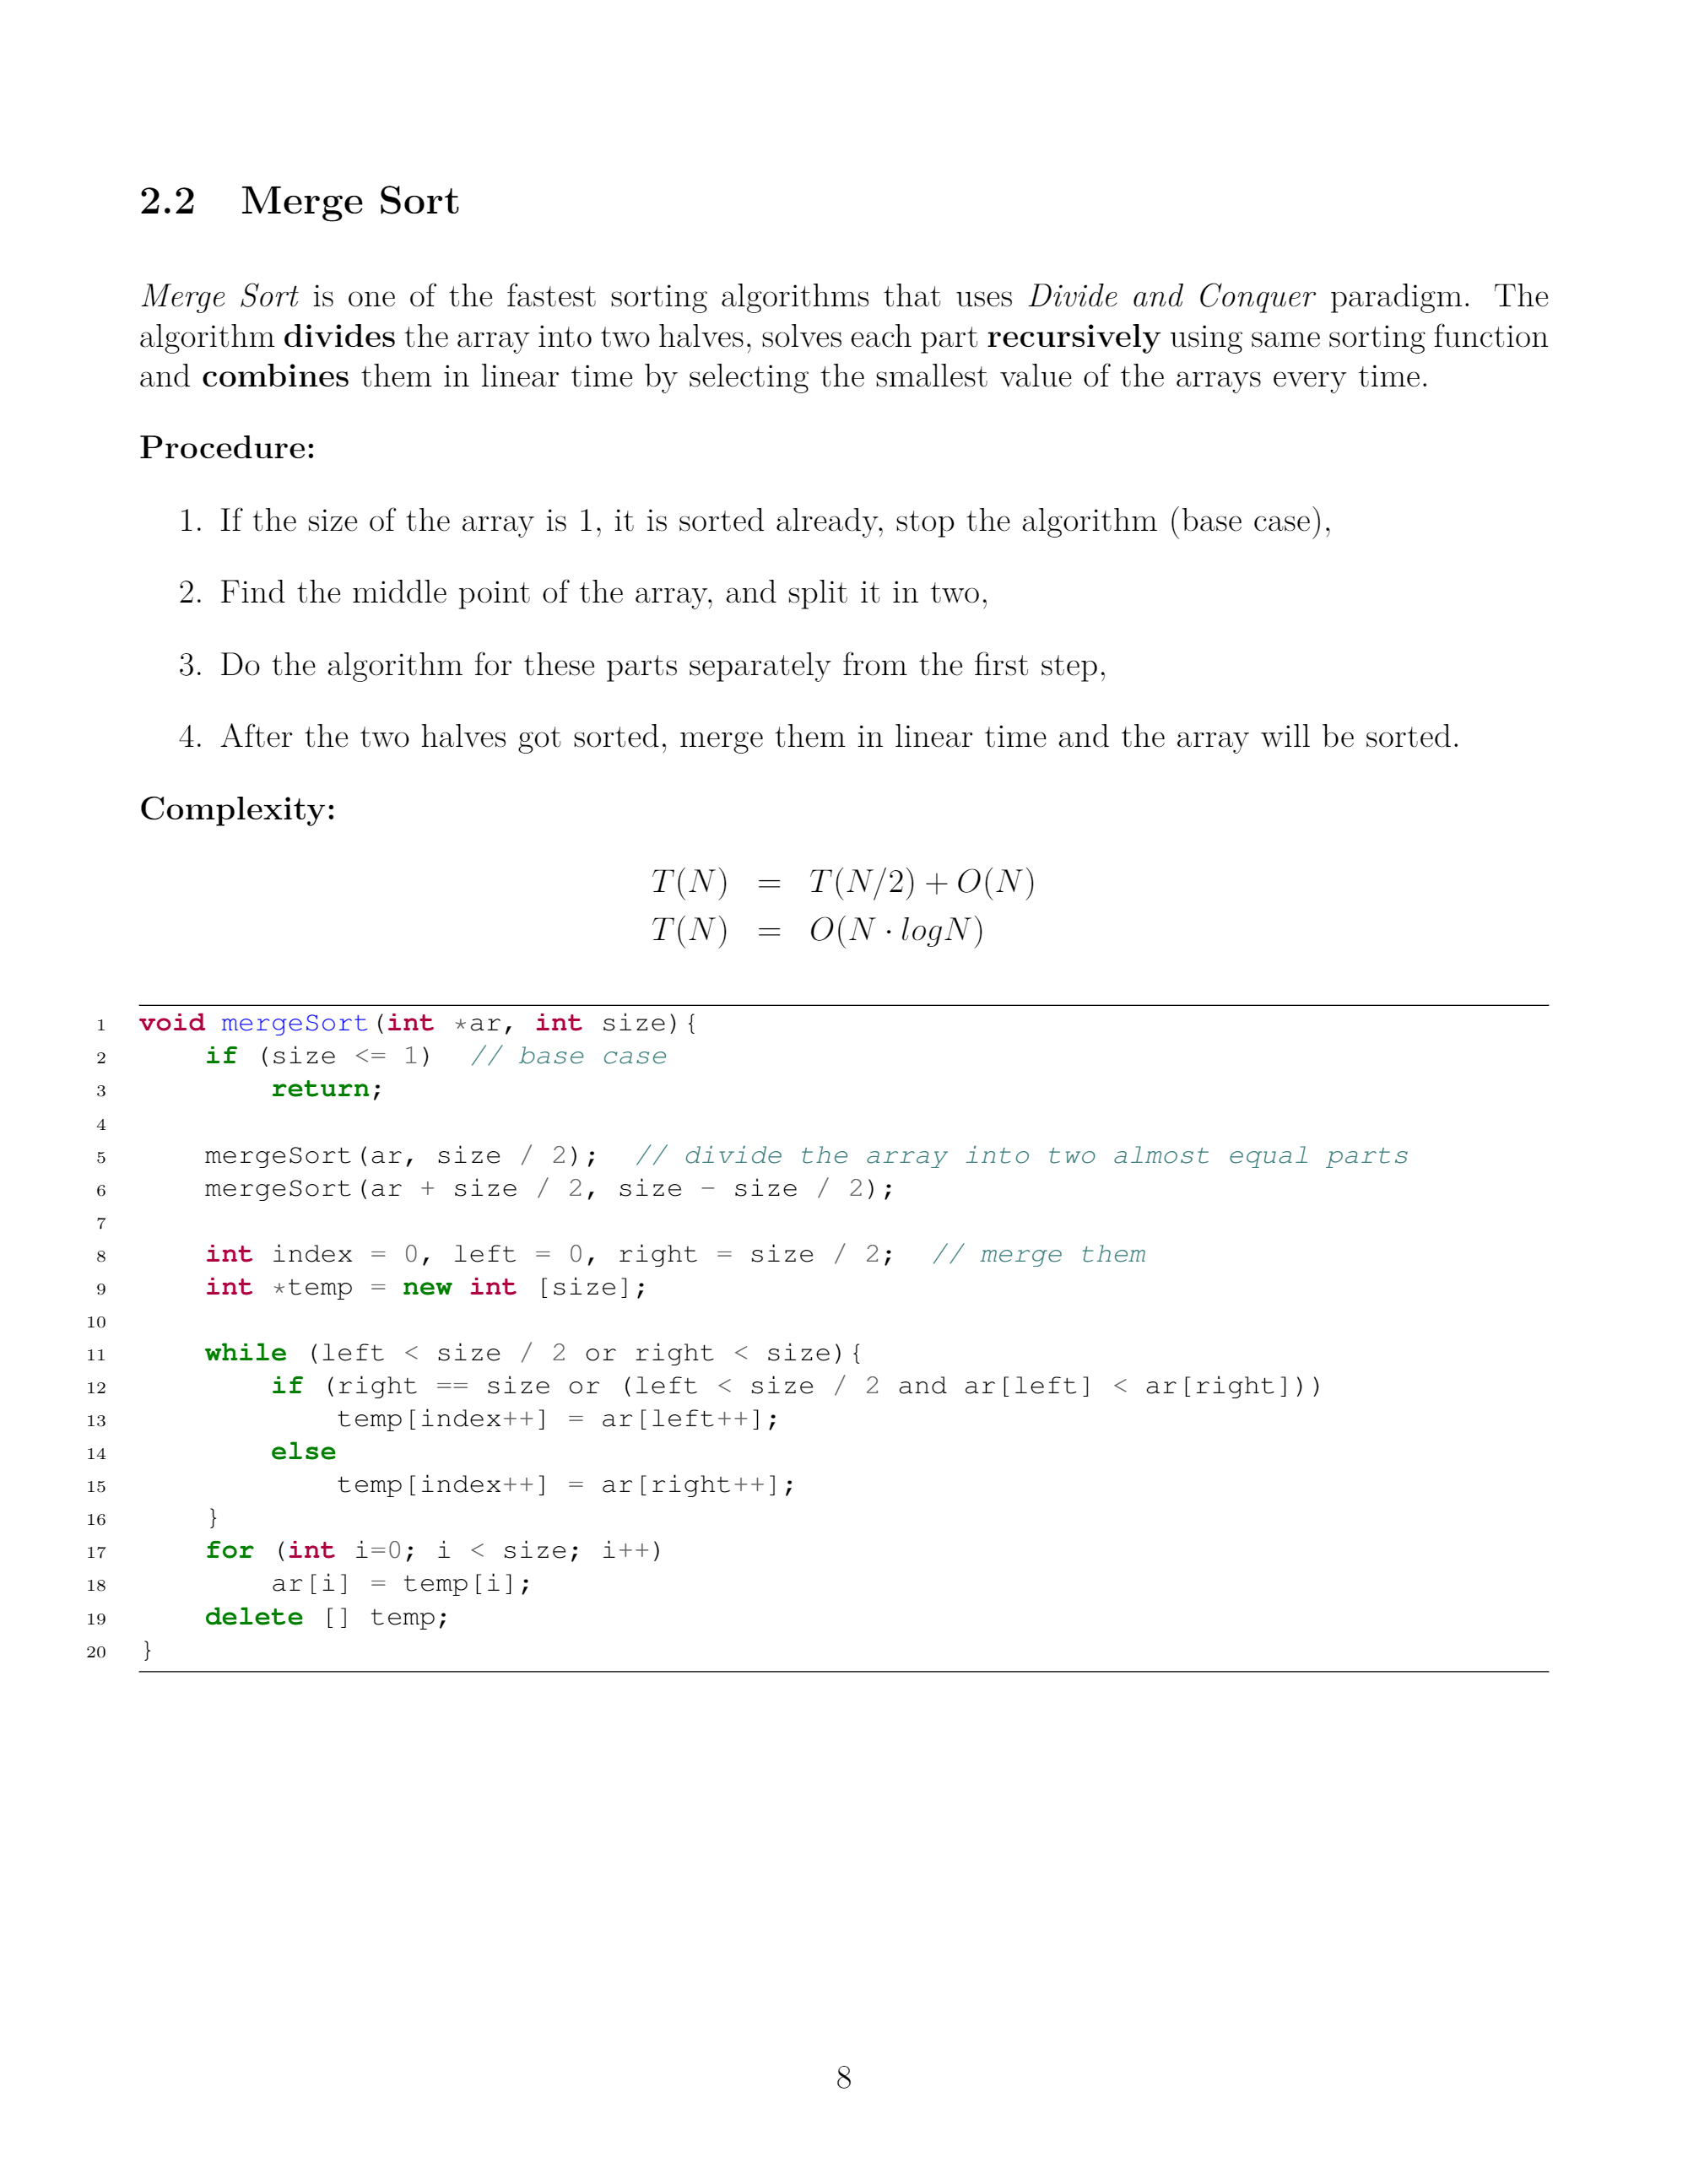 2.2 Merge Sort
Merge Sort is one of the fastest sorting algorithms that uses Divide and Conquer paradigm. The
algorithm divides the array into two halves, solves each part recursively using same sorting function
and combines them in linear time by selecting the smallest value of the arrays every time.
Procedure:
1. If the size of the array is 1, it is sorted already, stop the algorithm (base case),
2. Find the middle point of the array, and split it in two,
3. Do the algorithm for these parts separately from the first step,
4. After the two halves got sorted, merge them in linear time and the array will be sorted.
Complexity:
T(N) = T(N/2) + O(N)
T(N) = O(N · logN)
1 void mergeSort(int *ar, int size){
2     if (size <= 1)  // base case
3         return;
4
5     mergeSort(ar, size / 2);  // divide the array into two almost equal parts
6     mergeSort(ar + size / 2, size - size / 2);
7
8     int index = 0, left = 0, right = size / 2;  // merge them
9     int *temp = new int [size];
10
11     while (left < size / 2 or right < size){
12         if (right == size or (left < size / 2 and ar[left] < ar[right]))
13             temp[index++] = ar[left++];
14         else
15             temp[index++] = ar[right++];
16     }
17     for (int i=0; i < size; i++)
18         ar[i] = temp[i];
19     delete [] temp;
20 }
8